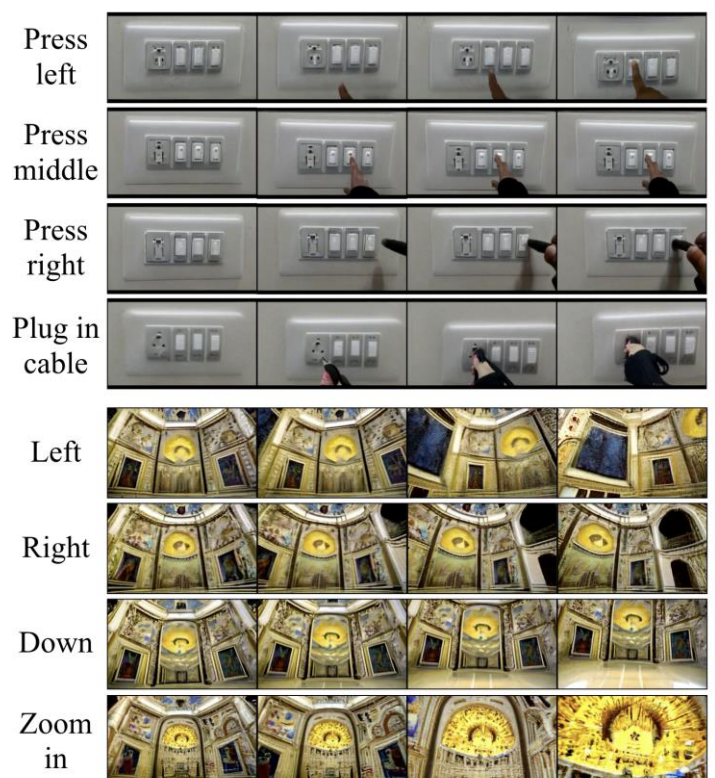 Press
left
Press
middle
Press
right
Plug in
cable
Left
Right
Down
Zoom
in